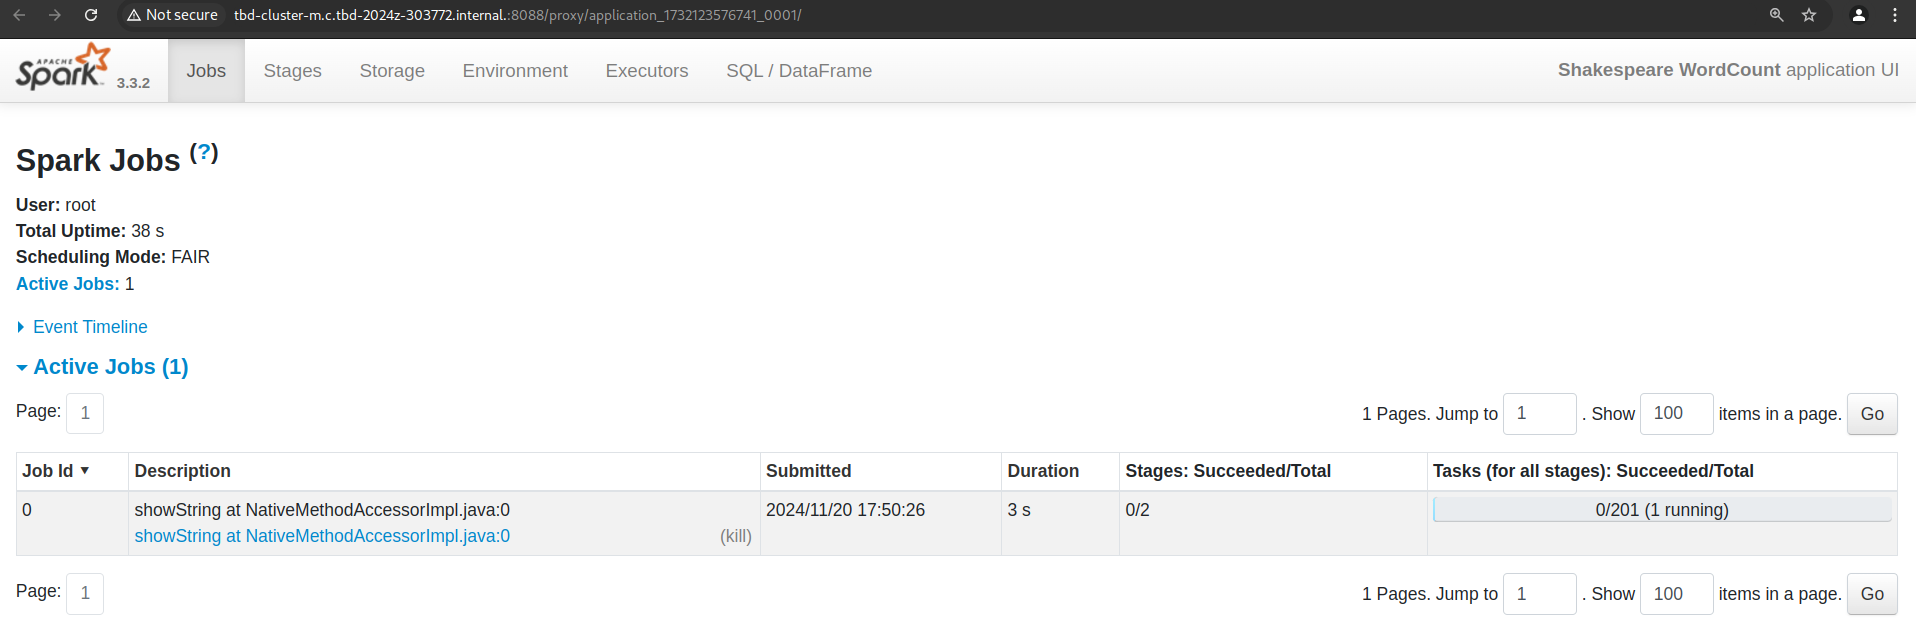 Not secure tbd-cluster-m.c.tbd-2024z-303772.internal.:8088/proxy/application_1732123576741_0001/
APACHE Spark 3.3.2 Jobs Stages Storage Environment Executors SQL / DataFrame Shakespeare WordCount application UI
Spark Jobs (?)
User: root
Total Uptime: 38 s
Scheduling Mode: FAIR
Active Jobs: 1
Event Timeline
Active Jobs (1)
Page: 1 1 Pages. Jump to 1 . Show 100 items in a page. Go
Job Id ▼ Description Submitted Duration Stages: Succeeded/Total Tasks (for all stages): Succeeded/Total
0 showString at NativeMethodAccessorImpl.java:0 2024/11/20 17:50:26 3 s 0/2 0/201 (1 running)
showString at NativeMethodAccessorImpl.java:0 (kill)
Page: 1 1 Pages. Jump to 1 . Show 100 items in a page. Go